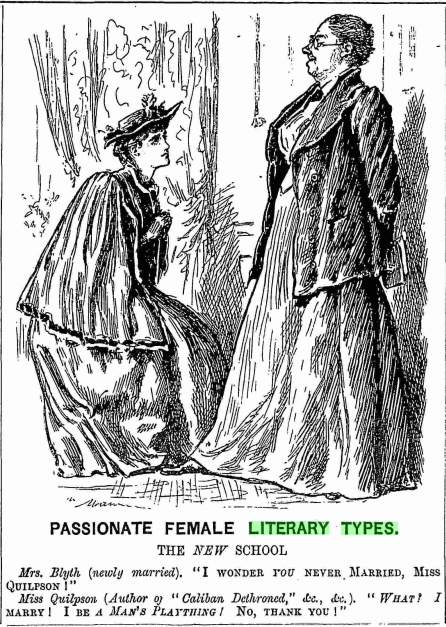 PASSIONATE FEMALE LITERARY TYPES.
THE NEW SCHOOL
Mrs. Blyth (newly married). "I WONDER YOU NEVER MARRIED, MISS
QUILPSON!"
Miss Quilpson (Author of "Caliban Dethroned," &c., &c.). "WHAT? I
MARRY! I BE A MAN'S PLAYTHING! NO, THANK YOU!"